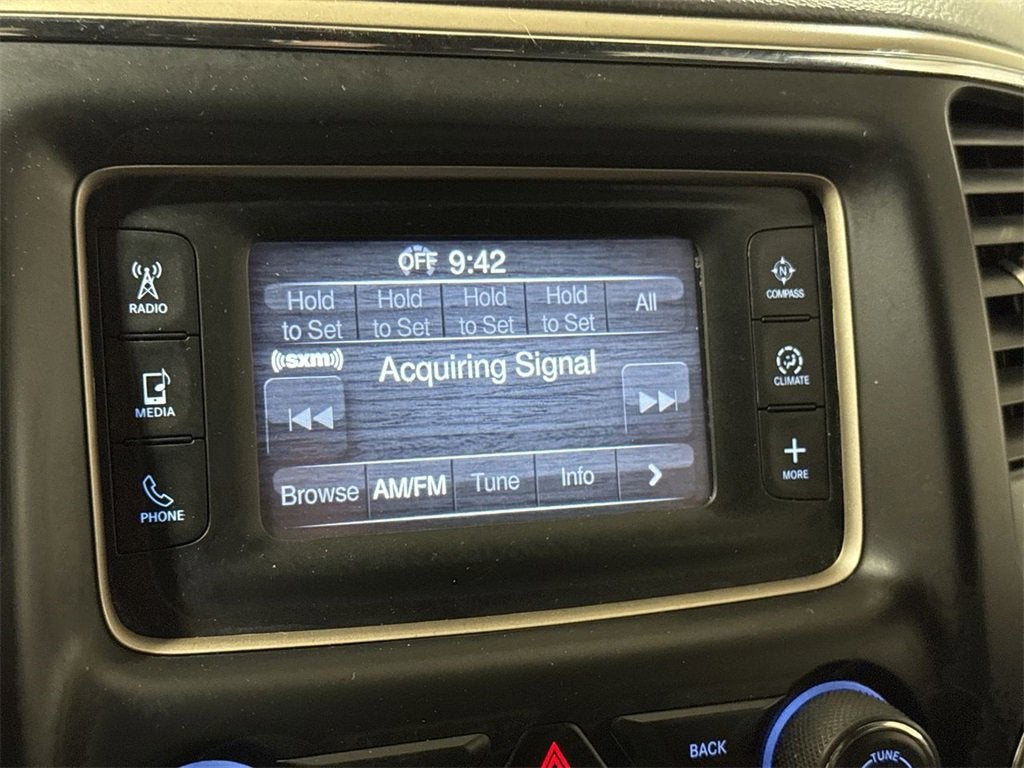 OFF 9:42
Hold to Set
Hold to Set
Hold to Set
Hold to Set
All
((sxm))
Acquiring Signal
Browse
AM/FM
Tune
Info
RADIO
MEDIA
PHONE
N
COMPASS
CLIMATE
MORE
BACK
TUNE